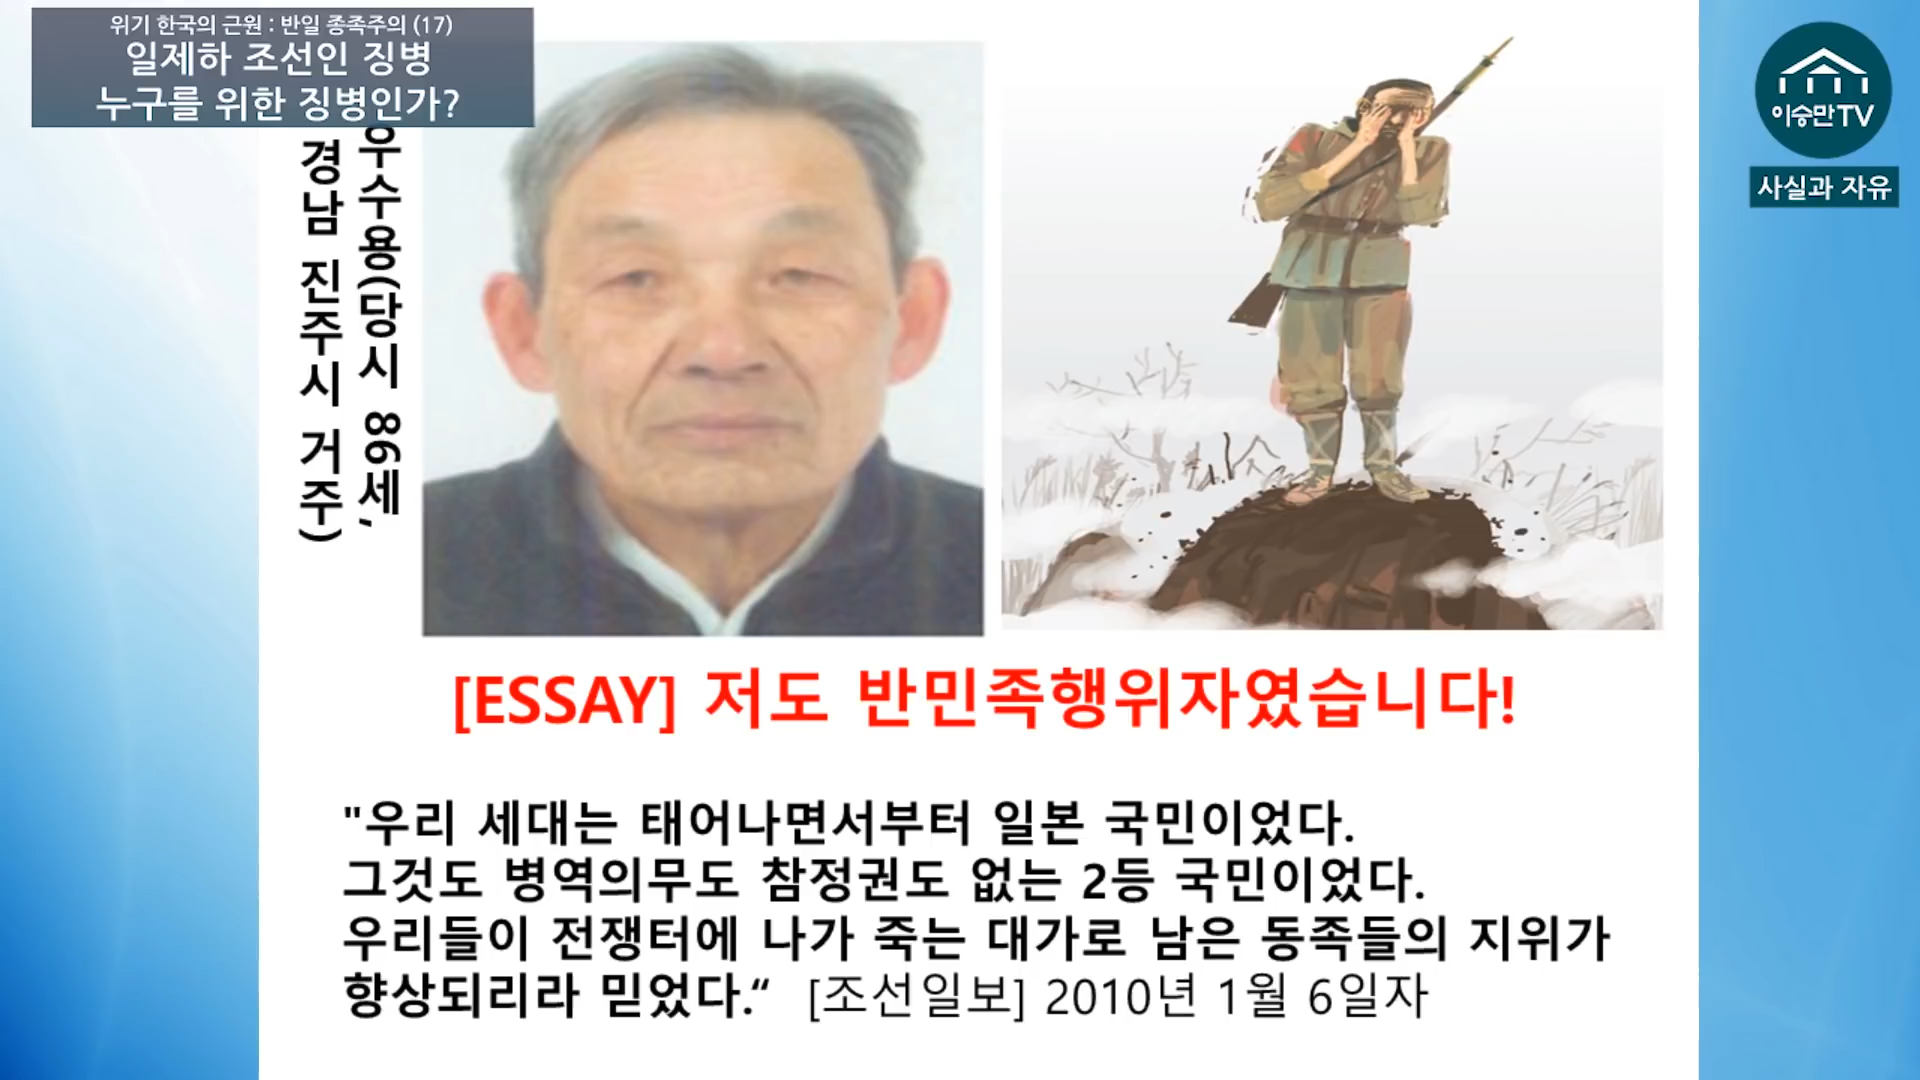 위기 한국의 근원 : 반일 종족주의 (17)
일제하 조선인 징병
누구를 위한 징병인가?
이승만TV
사실과 자유
우수용(당시 86세,
경남 진주시 거주)
[ESSAY] 저도 반민족행위자였습니다!
"우리 세대는 태어나면서부터 일본 국민이었다.
그것도 병역의무도 참정권도 없는 2등 국민이었다.
우리들이 전쟁터에 나가 죽는 대가로 남은 동족들의 지위가
향상되리라 믿었다.“ [조선일보] 2010년 1월 6일자